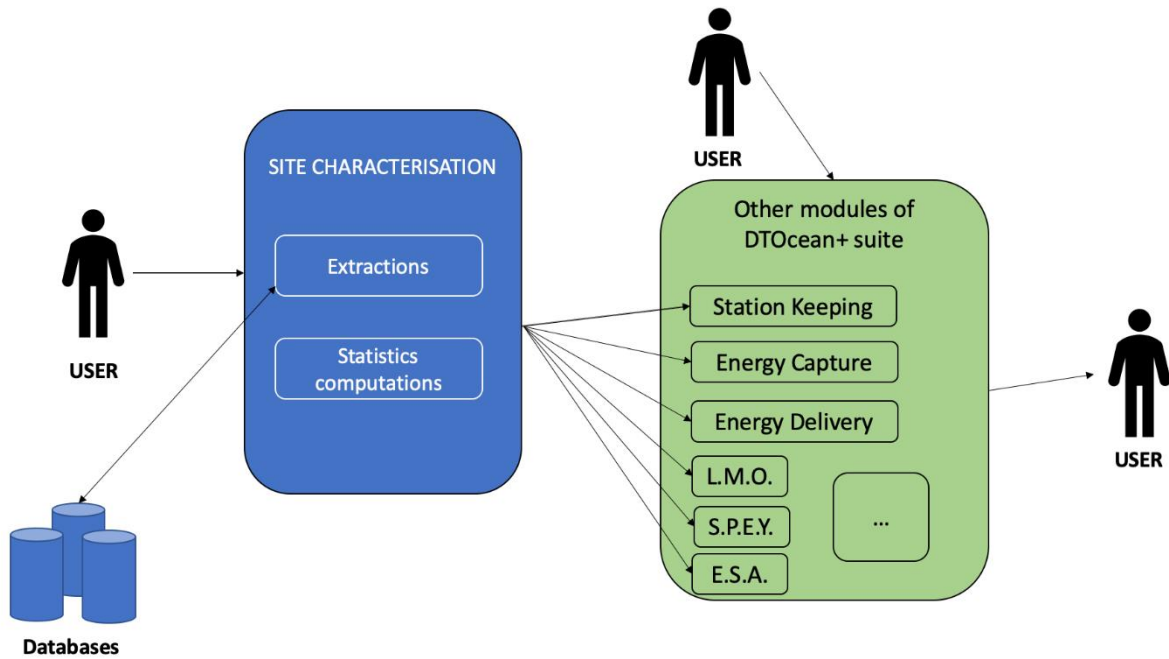 USER
SITE CHARACTERISATION
Extractions
Statistics
computations
USER
Databases
Other modules of
DTOcean+ suite
Station Keeping
Energy Capture
Energy Delivery
L.M.O.
S.P.E.Y.
E.S.A.
...
USER